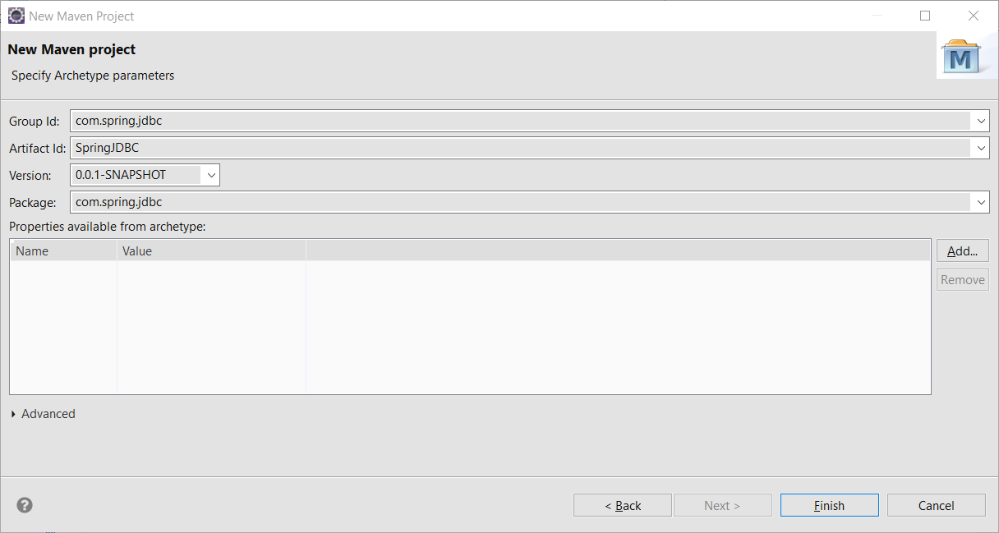 New Maven Project
New Maven project
Specify Archetype parameters
M
Group Id: com.spring.jdbc
Artifact Id: SpringJDBC
Version: 0.0.1-SNAPSHOT
Package: com.spring.jdbc
Properties available from archetype:
Name Value
Add...
Remove
Advanced
?
< Back Next > Finish Cancel